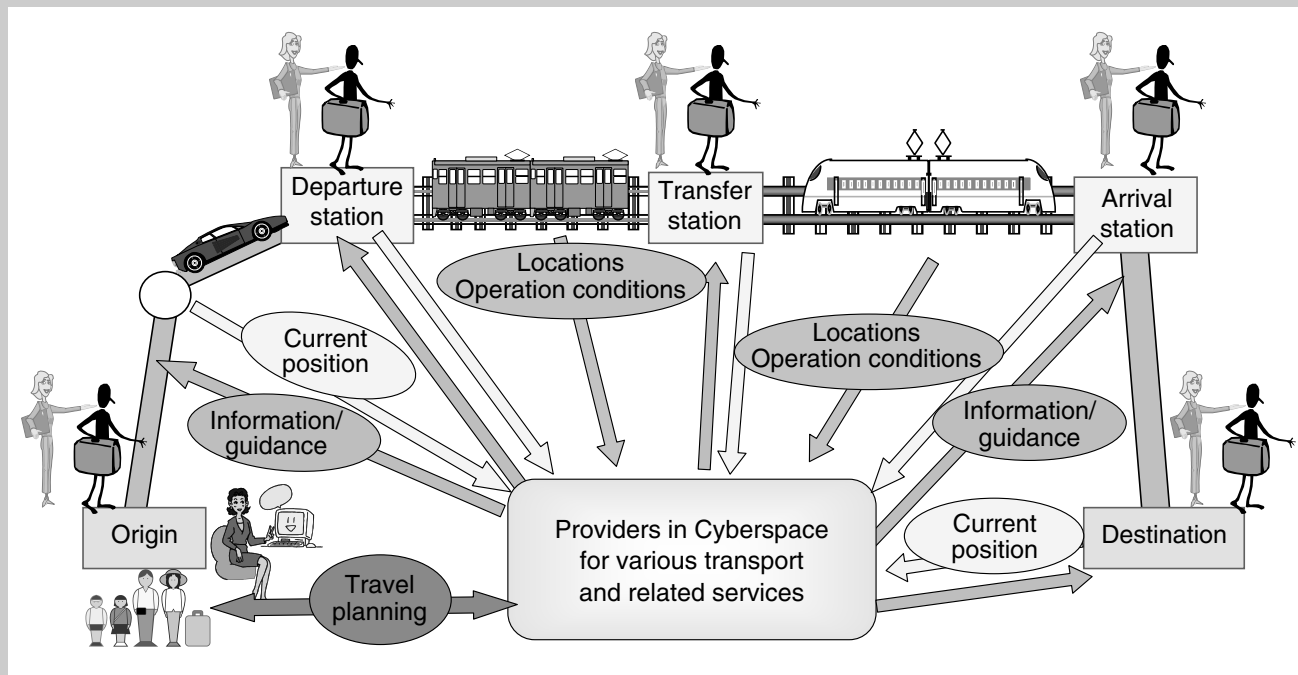 Departure
station
Transfer
station
Arrival
station
Locations
Operation conditions
Current
position
Locations
Operation conditions
Information/
guidance
Information/
guidance
Origin
Providers in Cyberspace
for various transport
and related services
Current
position
Destination
Travel
planning